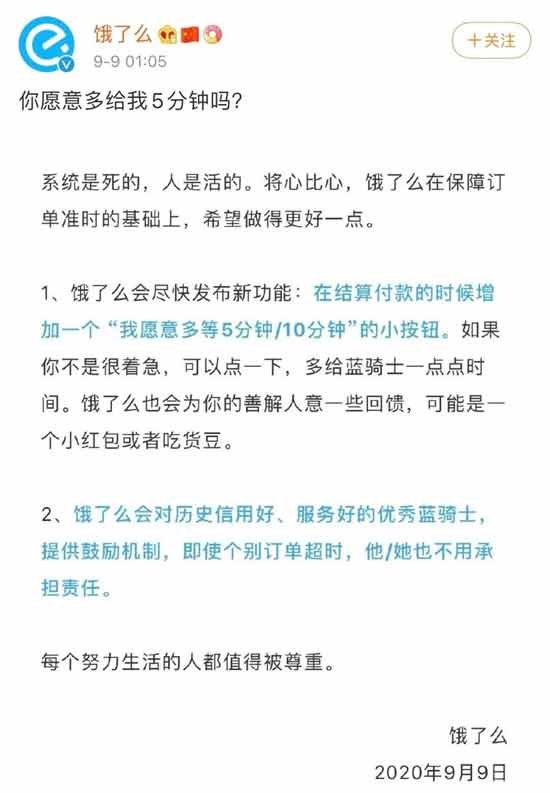 饿了么
9-9 01:05
+关注
你愿意多给我5分钟吗?
系统是死的，人是活的。将心比心，饿了么在保障订
单准时的基础上，希望做得更好一点。
1、饿了么会尽快发布新功能：在结算付款的时候增
加一个“我愿意多等5分钟/10分钟”的小按钮。如果
你不是很着急，可以点一下，多给蓝骑士一点点时
间。饿了么也会为你的善解人意一些回馈，可能是一
个小红包或者吃货豆。
2、饿了么会对历史信用好、服务好的优秀蓝骑士，
提供鼓励机制，即使个别订单超时，他/她也不用承
担责任。
每个努力生活的人都值得被尊重。
饿了么
2020年9月9日